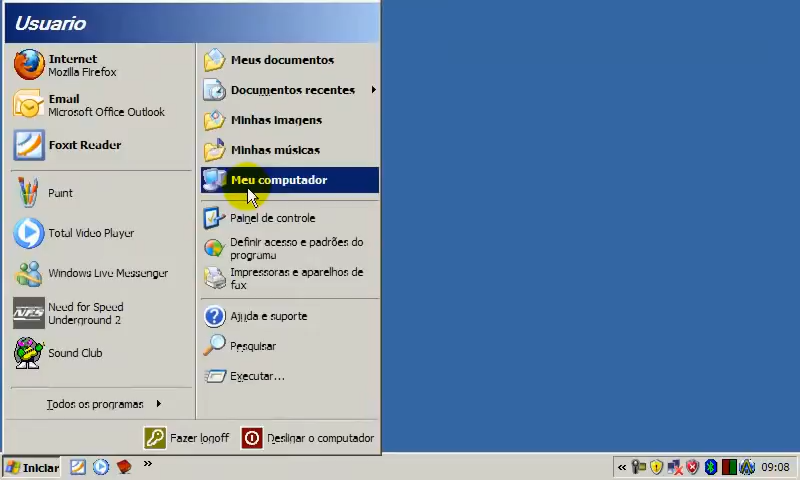 Usuario
Internet
Mozilla Firefox
Email
Microsoft Office Outlook
Foxit Reader
Paint
Total Video Player
Windows Live Messenger
NFS
Need for Speed
Underground 2
Sound Club
Todos os programas
Meus documentos
Documentos recentes
Minhas imagens
Minhas músicas
Meu computador
Painel de controle
Definir acesso e padrões do
programa
Impressoras e aparelhos de
fax
Ajuda e suporte
Pesquisar
Executar...
Fazer logoff
Desligar o computador
Iniciar
»
«
09:08